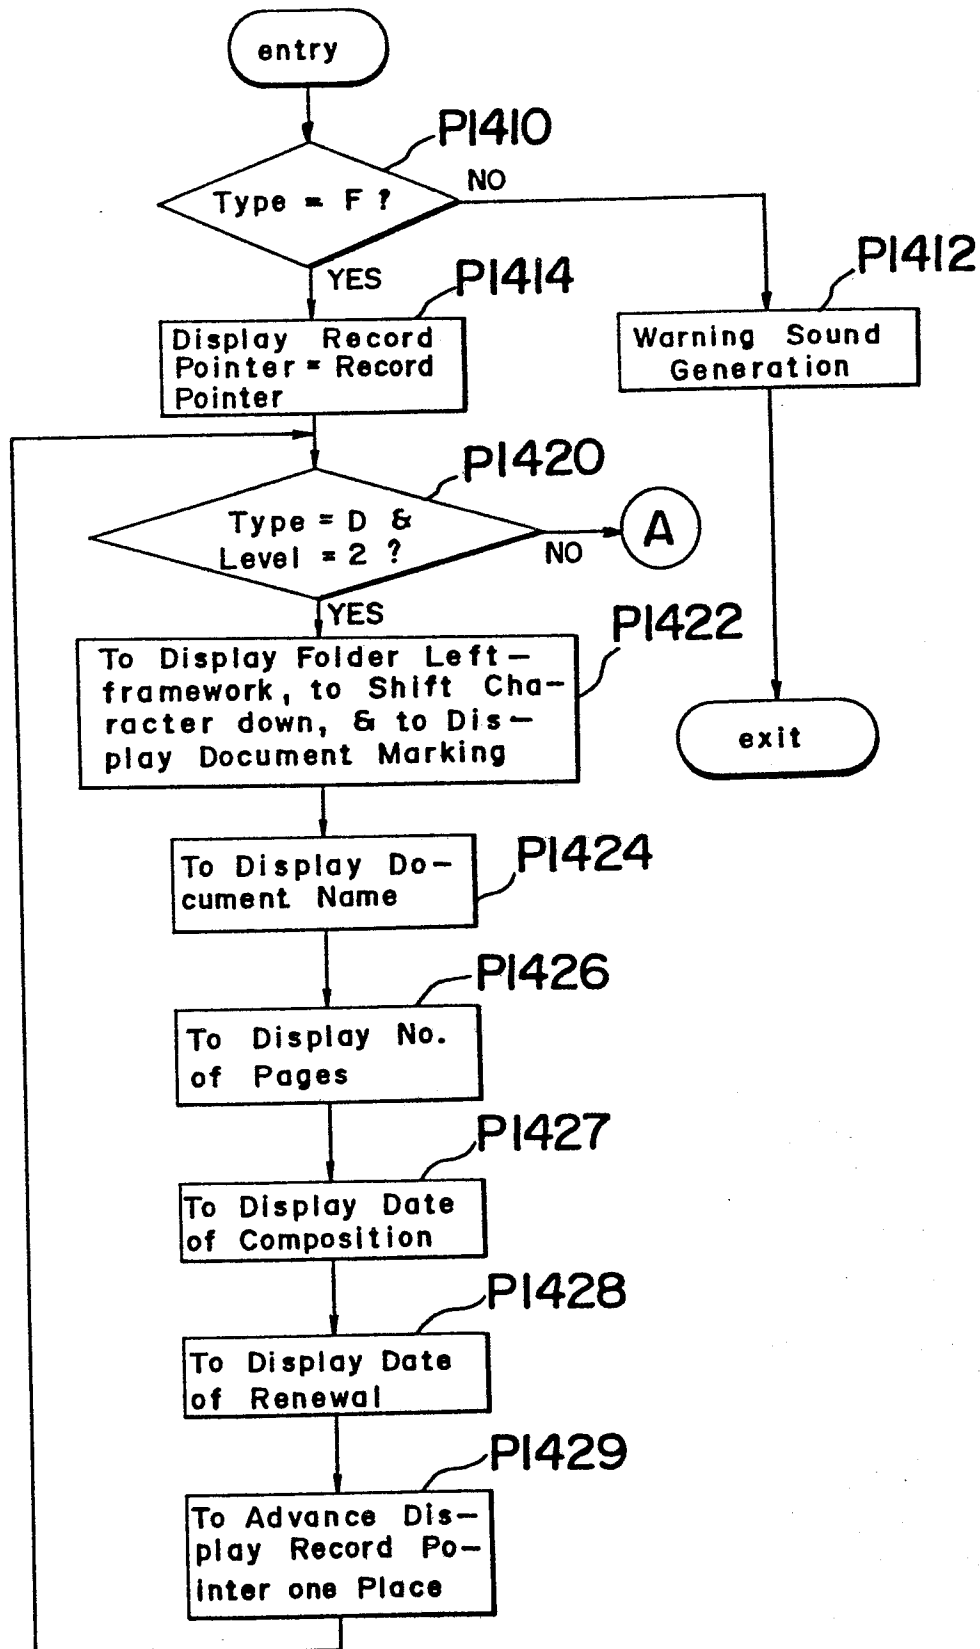 entry
P1410
Type = F ?
NO
YES
P1414
P1412
Display Record
Pointer = Record
Pointer
Warning Sound
Generation
P1420
Type = D &
Level = 2 ?
NO
A
YES
P1422
To Display Folder Left-
framework, to Shift Cha-
racter down, & to Dis-
play Document Marking
exit
P1424
To Display Do-
cument Name
P1426
To Display No.
of Pages
P1427
To Display Date
of Composition
P1428
To Display Date
of Renewal
P1429
To Advance Dis-
play Record Po-
inter one Place